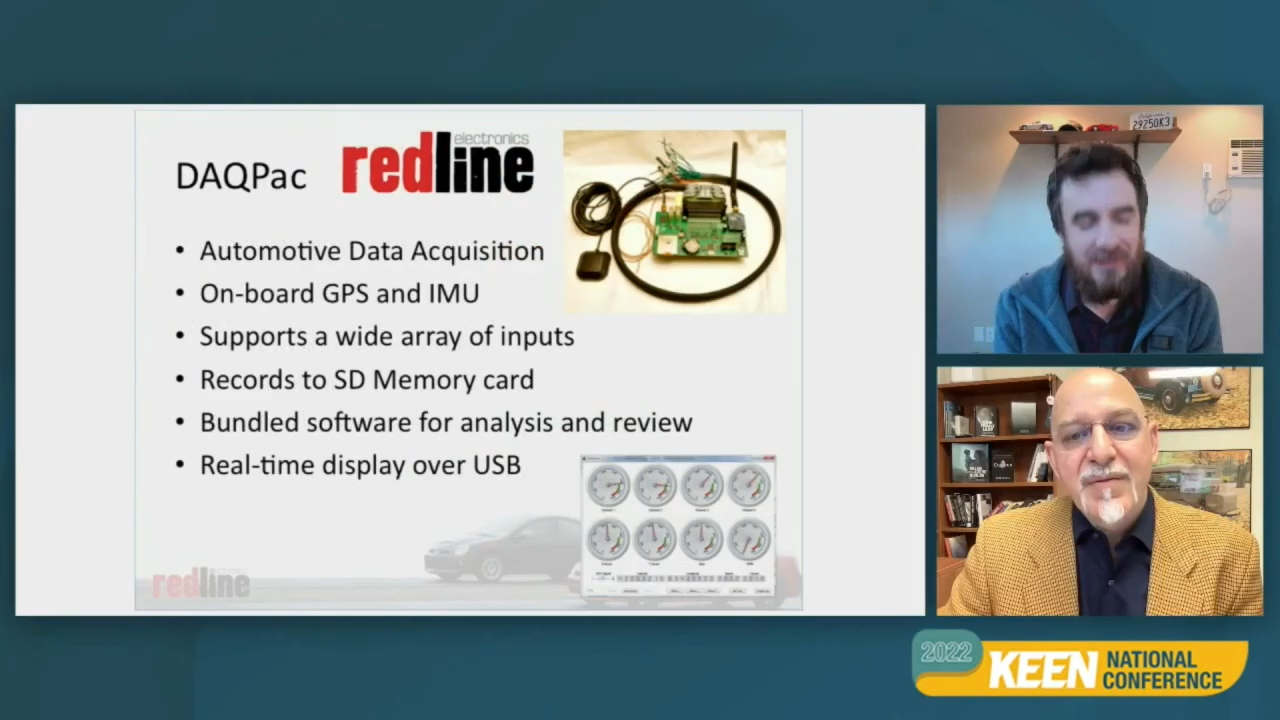 DAQPac
redline
electronics
• Automotive Data Acquisition
• On-board GPS and IMU
• Supports a wide array of inputs
• Records to SD Memory card
• Bundled software for analysis and review
• Real-time display over USB
redline
29250K3
2022
KEEN NATIONAL CONFERENCE